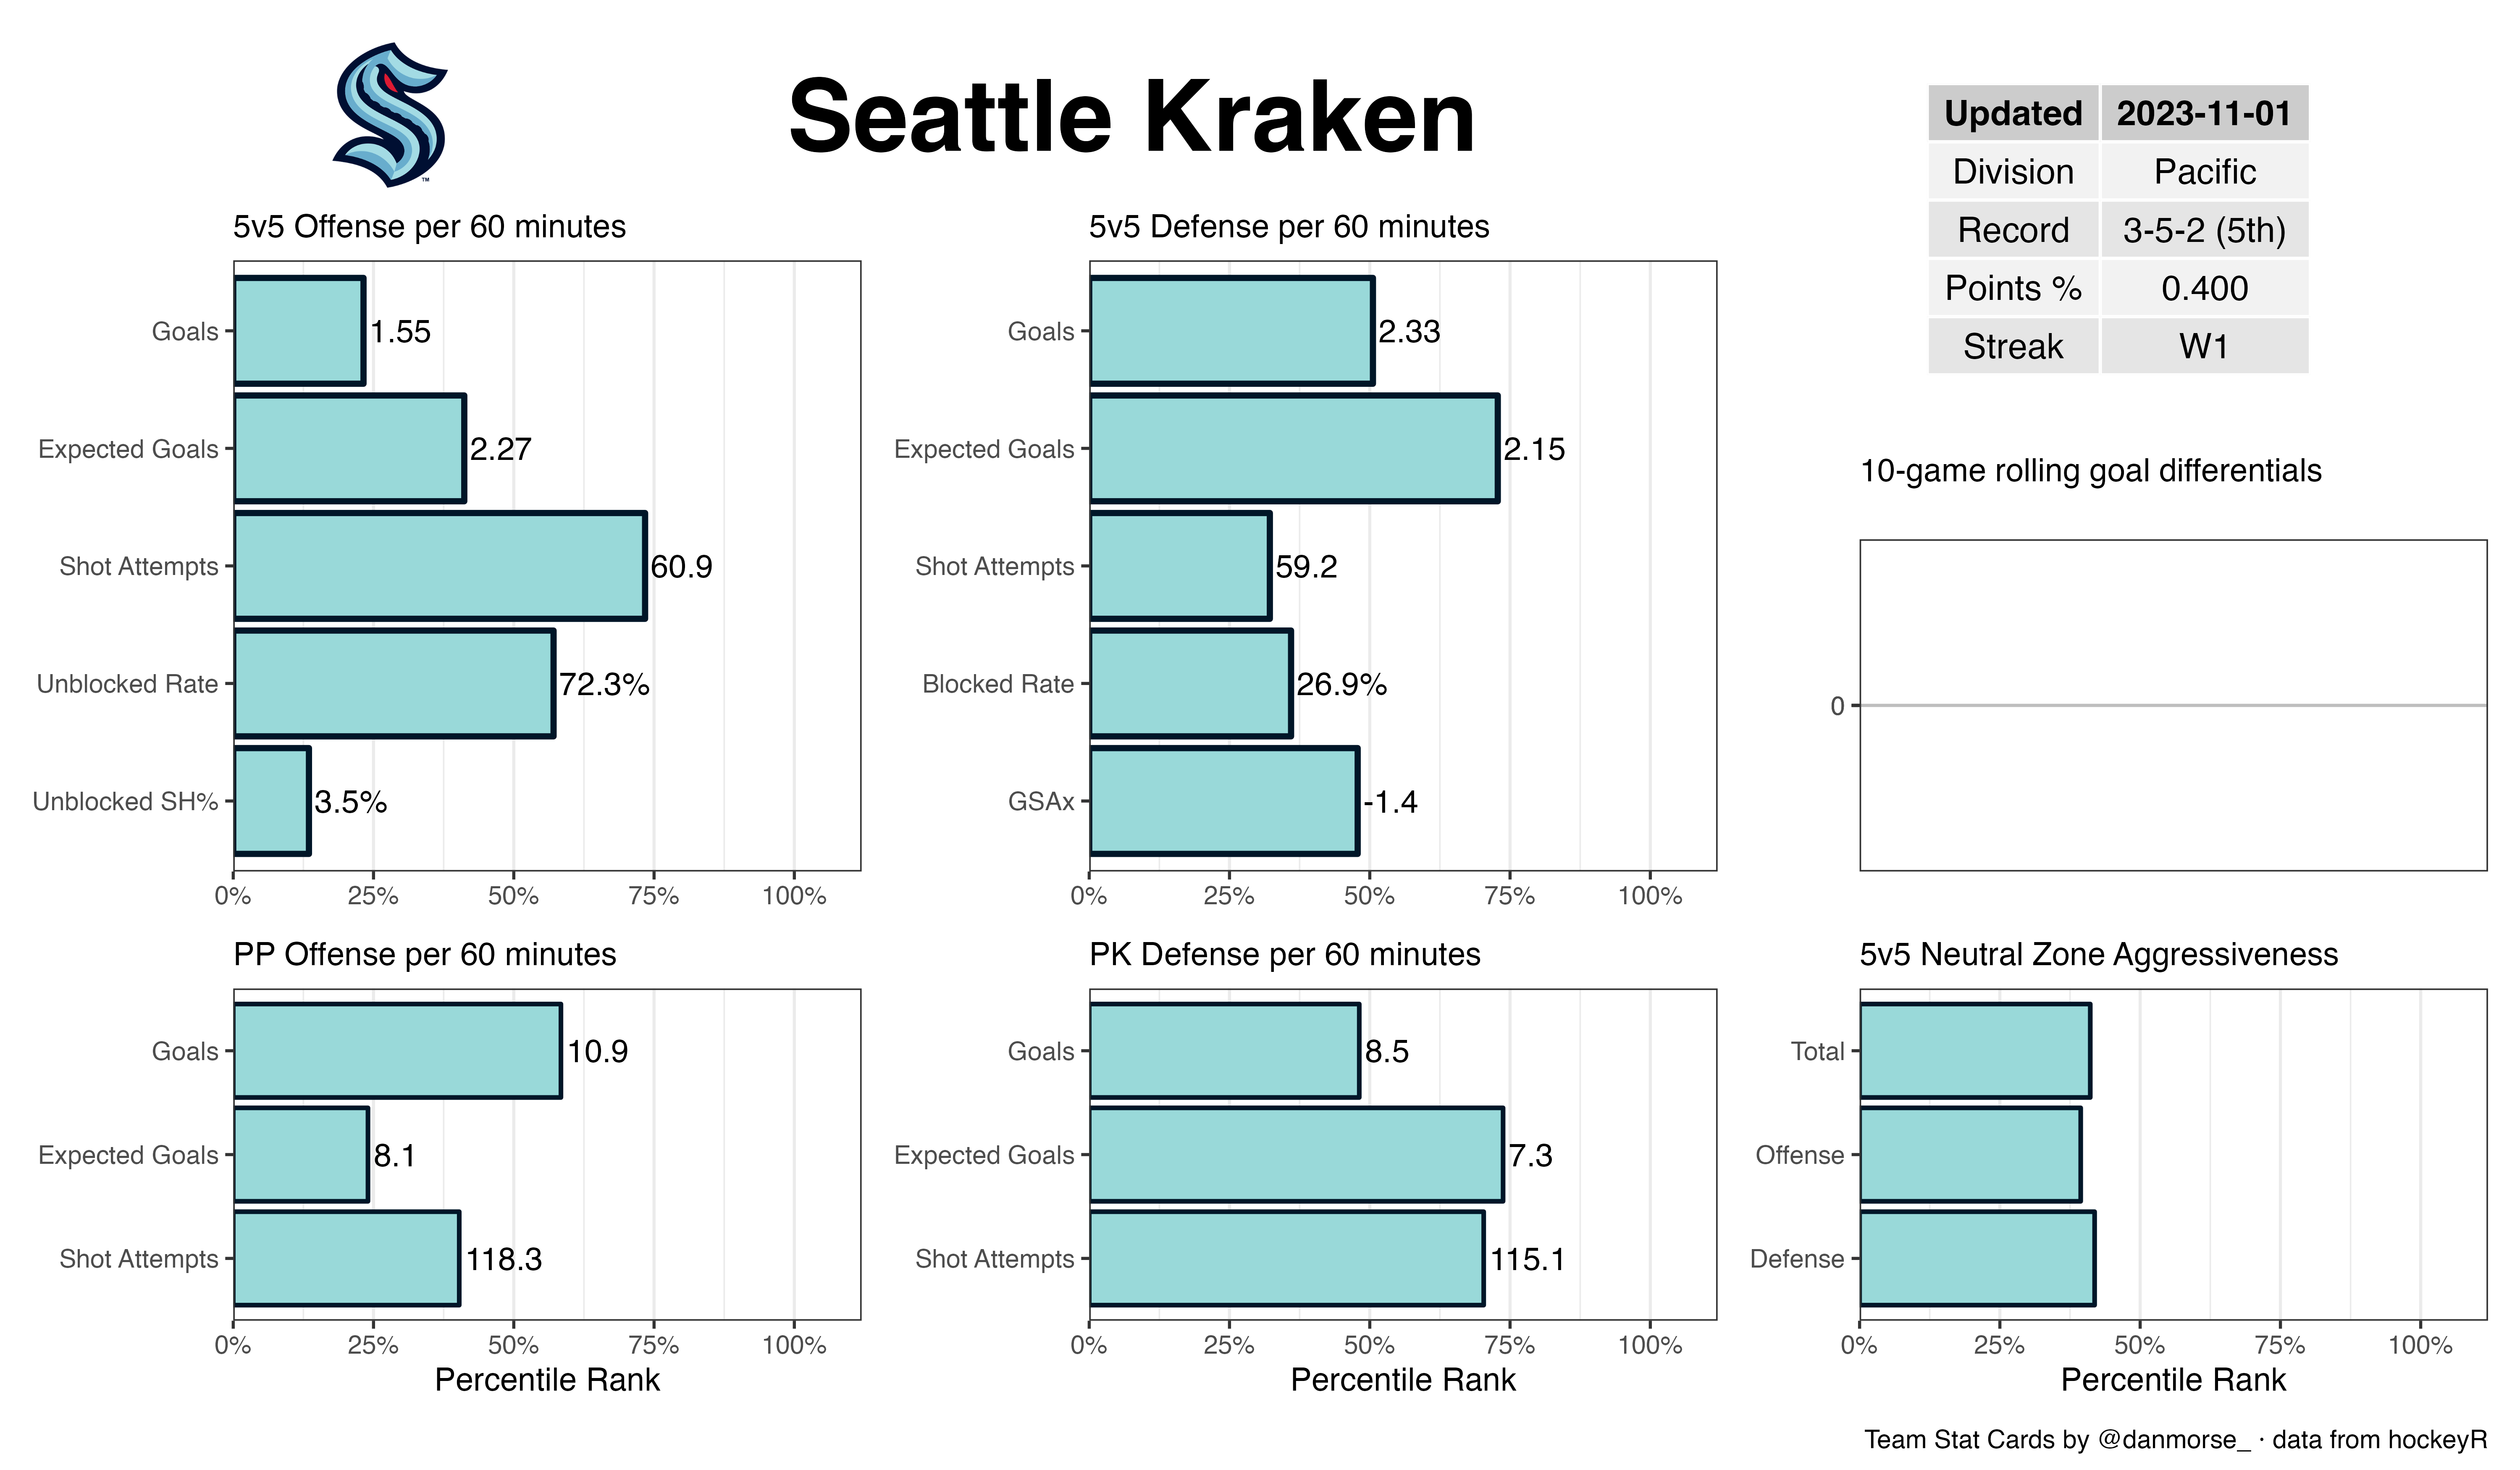 Seattle Kraken
Updated 2023-11-01
Division Pacific
Record 3-5-2 (5th)
Points % 0.400
Streak W1
5v5 Offense per 60 minutes
Goals 1.55
Expected Goals 2.27
Shot Attempts 60.9
Unblocked Rate 72.3%
Unblocked SH% 3.5%
0% 25% 50% 75% 100%
5v5 Defense per 60 minutes
Goals 2.33
Expected Goals 2.15
Shot Attempts 59.2
Blocked Rate 26.9%
GSAx -1.4
0% 25% 50% 75% 100%
10-game rolling goal differentials
0
PP Offense per 60 minutes
Goals 10.9
Expected Goals 8.1
Shot Attempts 118.3
0% 25% 50% 75% 100%
Percentile Rank
PK Defense per 60 minutes
Goals 8.5
Expected Goals 7.3
Shot Attempts 115.1
0% 25% 50% 75% 100%
Percentile Rank
5v5 Neutral Zone Aggressiveness
Total
Offense
Defense
0% 25% 50% 75% 100%
Percentile Rank
Team Stat Cards by @danmorse_ · data from hockeyR